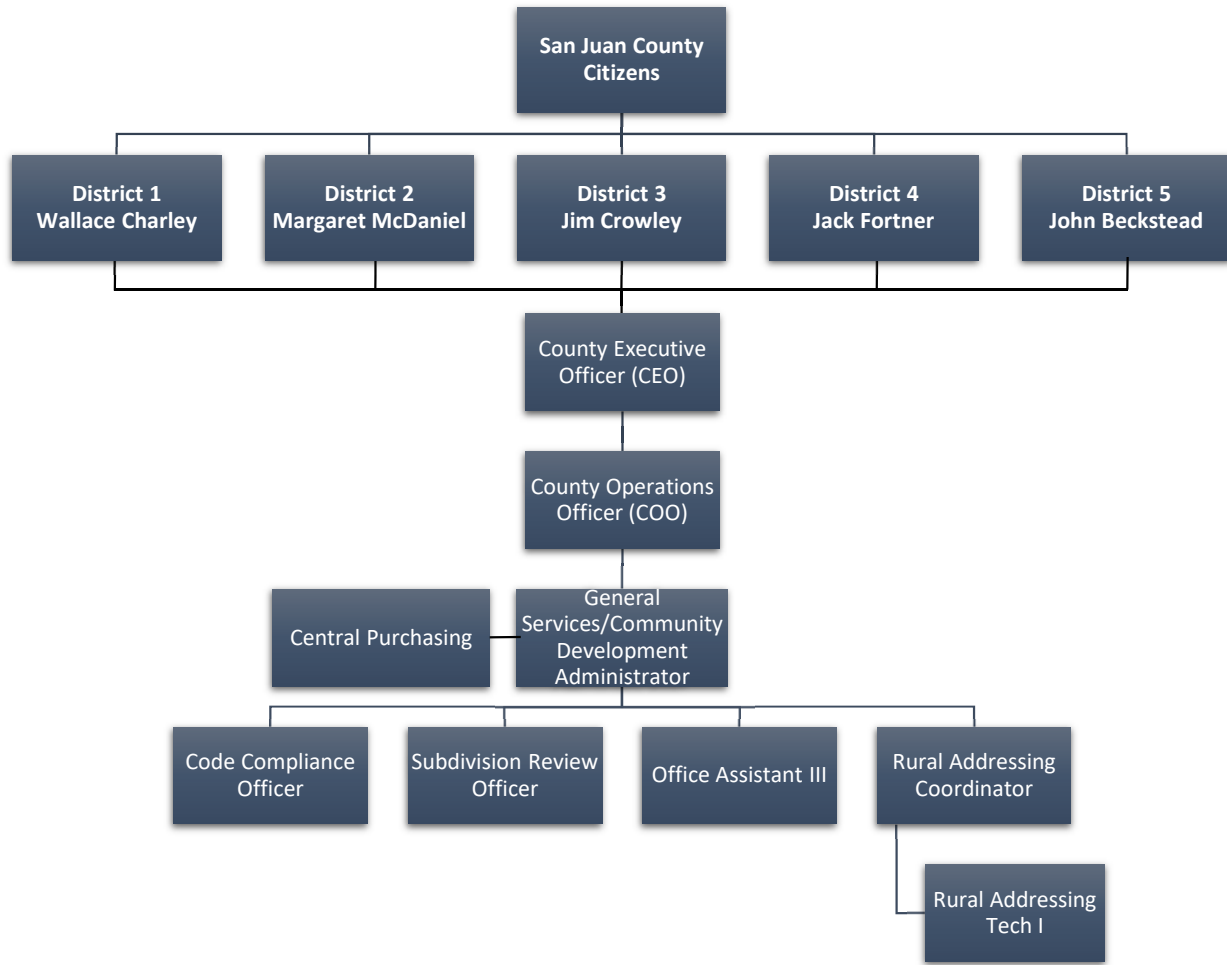 San Juan County
Citizens
District 1
Wallace Charley
District 2
Margaret McDaniel
District 3
Jim Crowley
District 4
Jack Fortner
District 5
John Beckstead
County Executive
Officer (CEO)
County Operations
Officer (COO)
Central Purchasing
General
Services/Community
Development
Administrator
Code Compliance
Officer
Subdivision Review
Officer
Office Assistant III
Rural Addressing
Coordinator
Rural Addressing
Tech I